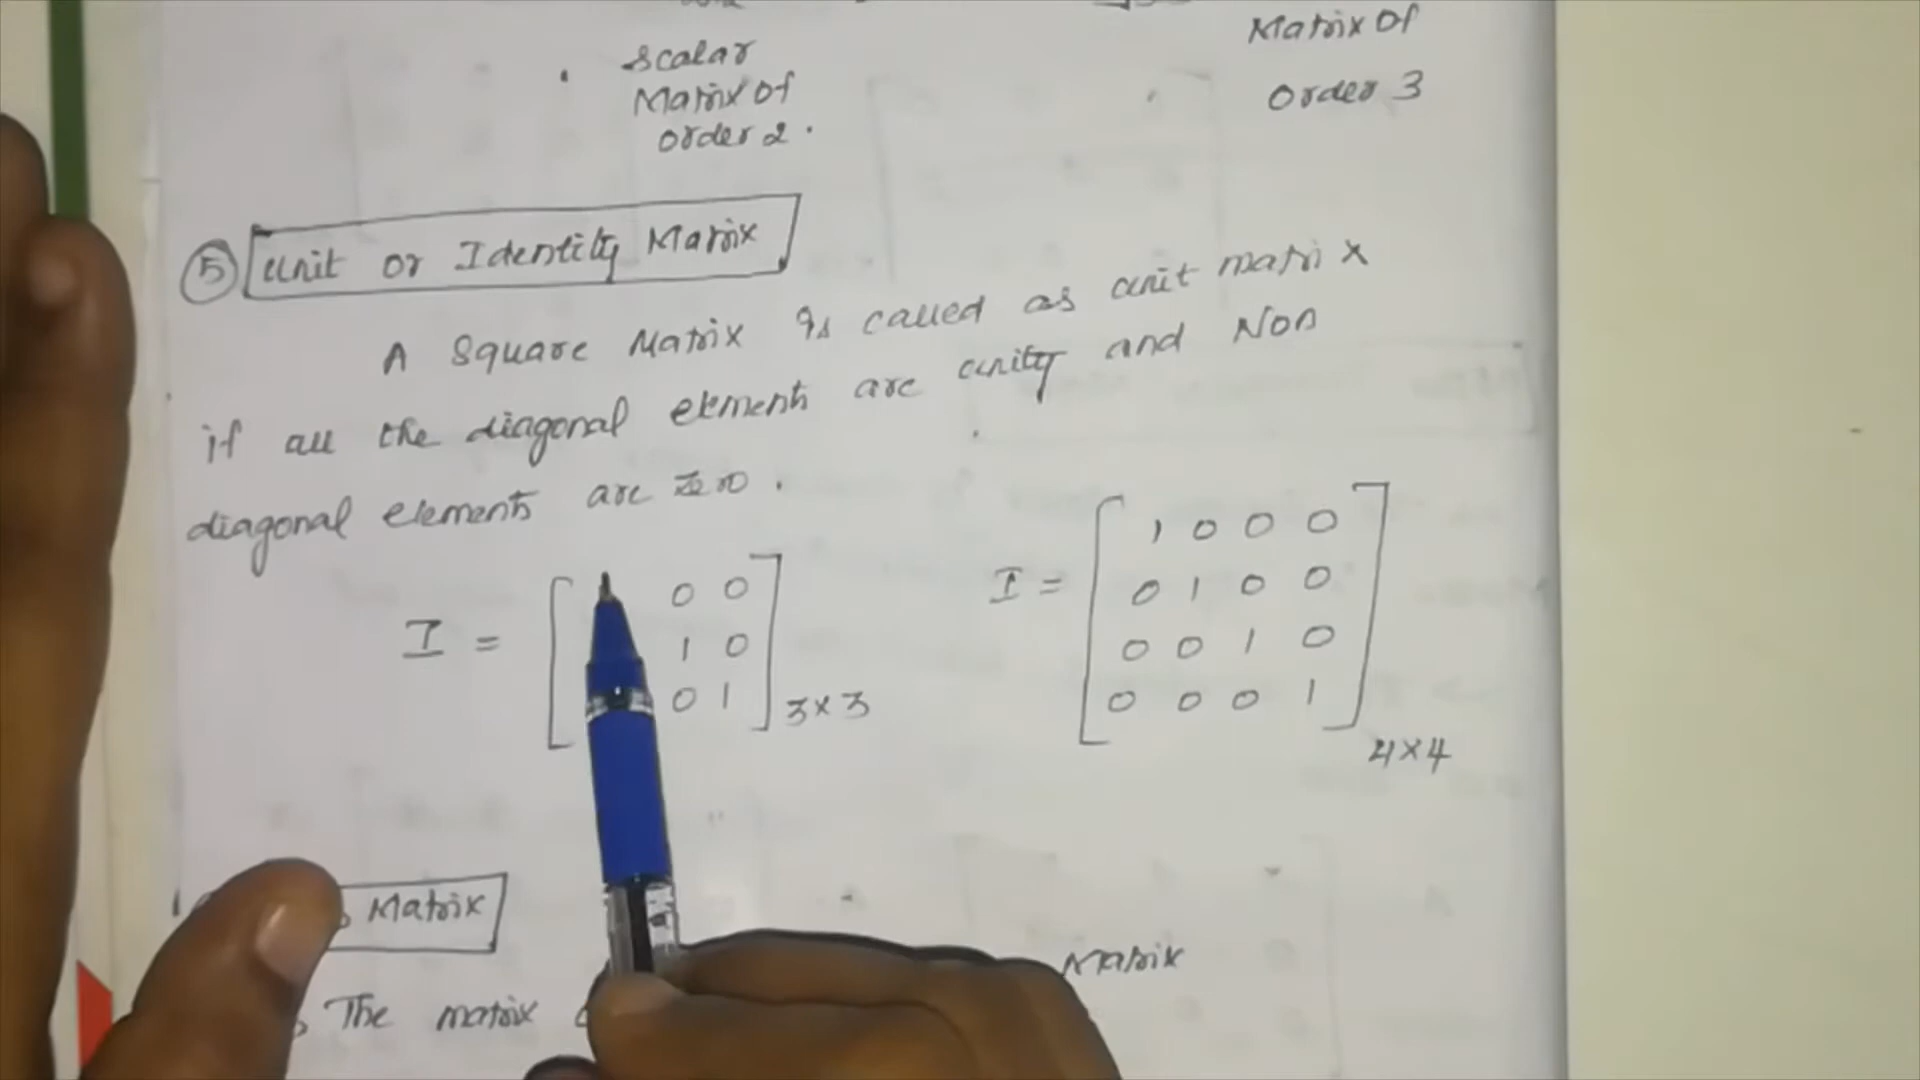 Scalar
Matrix Of
Order 2.
Matrix Of
Order 3
5 Unit or Identity Matrix
A Square Matrix is called as unit matrix
if all the diagonal elements are unity and Non
diagonal elements are zero.
I = [ 0 0
1 0
0 1 ] 3×3
I = [ 1 0 0 0
0 1 0 0
0 0 1 0
0 0 0 1 ] 4×4
Matrix
The matrix
Matrix